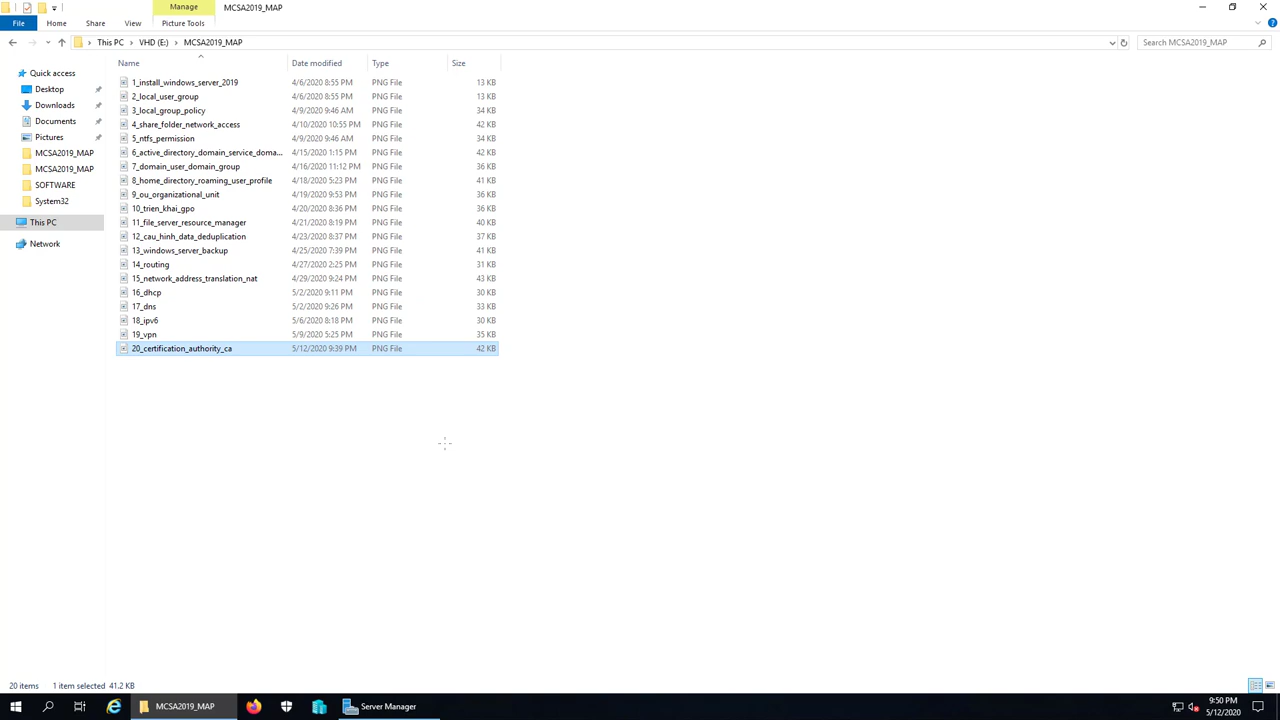 Manage
MCSA2019_MAP
File
Home
Share
View
Picture Tools
This PC
VHD (E:)
MCSA2019_MAP
Search MCSA2019_MAP
Name
Date modified
Type
Size
Quick access
Desktop
Downloads
Documents
Pictures
MCSA2019_MAP
MCSA2019_MAP
SOFTWARE
System32
This PC
Network
1_install_windows_server_2019 4/6/2020 8:55 PM PNG File 13 KB
2_local_user_group 4/6/2020 8:55 PM PNG File 13 KB
3_local_group_policy 4/9/2020 9:46 AM PNG File 34 KB
4_share_folder_network_access 4/10/2020 10:55 PM PNG File 42 KB
5_ntfs_permission 4/9/2020 9:46 AM PNG File 34 KB
6_active_directory_domain_service_doma... 4/15/2020 1:15 PM PNG File 42 KB
7_domain_user_domain_group 4/16/2020 11:12 PM PNG File 36 KB
8_home_directory_roaming_user_profile 4/18/2020 5:23 PM PNG File 41 KB
9_ou_organizational_unit 4/19/2020 9:53 PM PNG File 36 KB
10_trien_khai_gpo 4/20/2020 8:36 PM PNG File 36 KB
11_file_server_resource_manager 4/21/2020 8:19 PM PNG File 40 KB
12_cau_hinh_data_deduplication 4/23/2020 8:37 PM PNG File 37 KB
13_windows_server_backup 4/25/2020 7:39 PM PNG File 41 KB
14_routing 4/27/2020 2:25 PM PNG File 31 KB
15_network_address_translation_nat 4/29/2020 9:24 PM PNG File 43 KB
16_dhcp 5/2/2020 9:11 PM PNG File 30 KB
17_dns 5/2/2020 9:26 PM PNG File 33 KB
18_ipv6 5/6/2020 8:18 PM PNG File 30 KB
19_vpn 5/9/2020 5:25 PM PNG File 35 KB
20_certification_authority_ca 5/12/2020 9:39 PM PNG File 42 KB
20 items 1 item selected 41.2 KB
MCSA2019_MAP
Server Manager
9:50 PM
5/12/2020